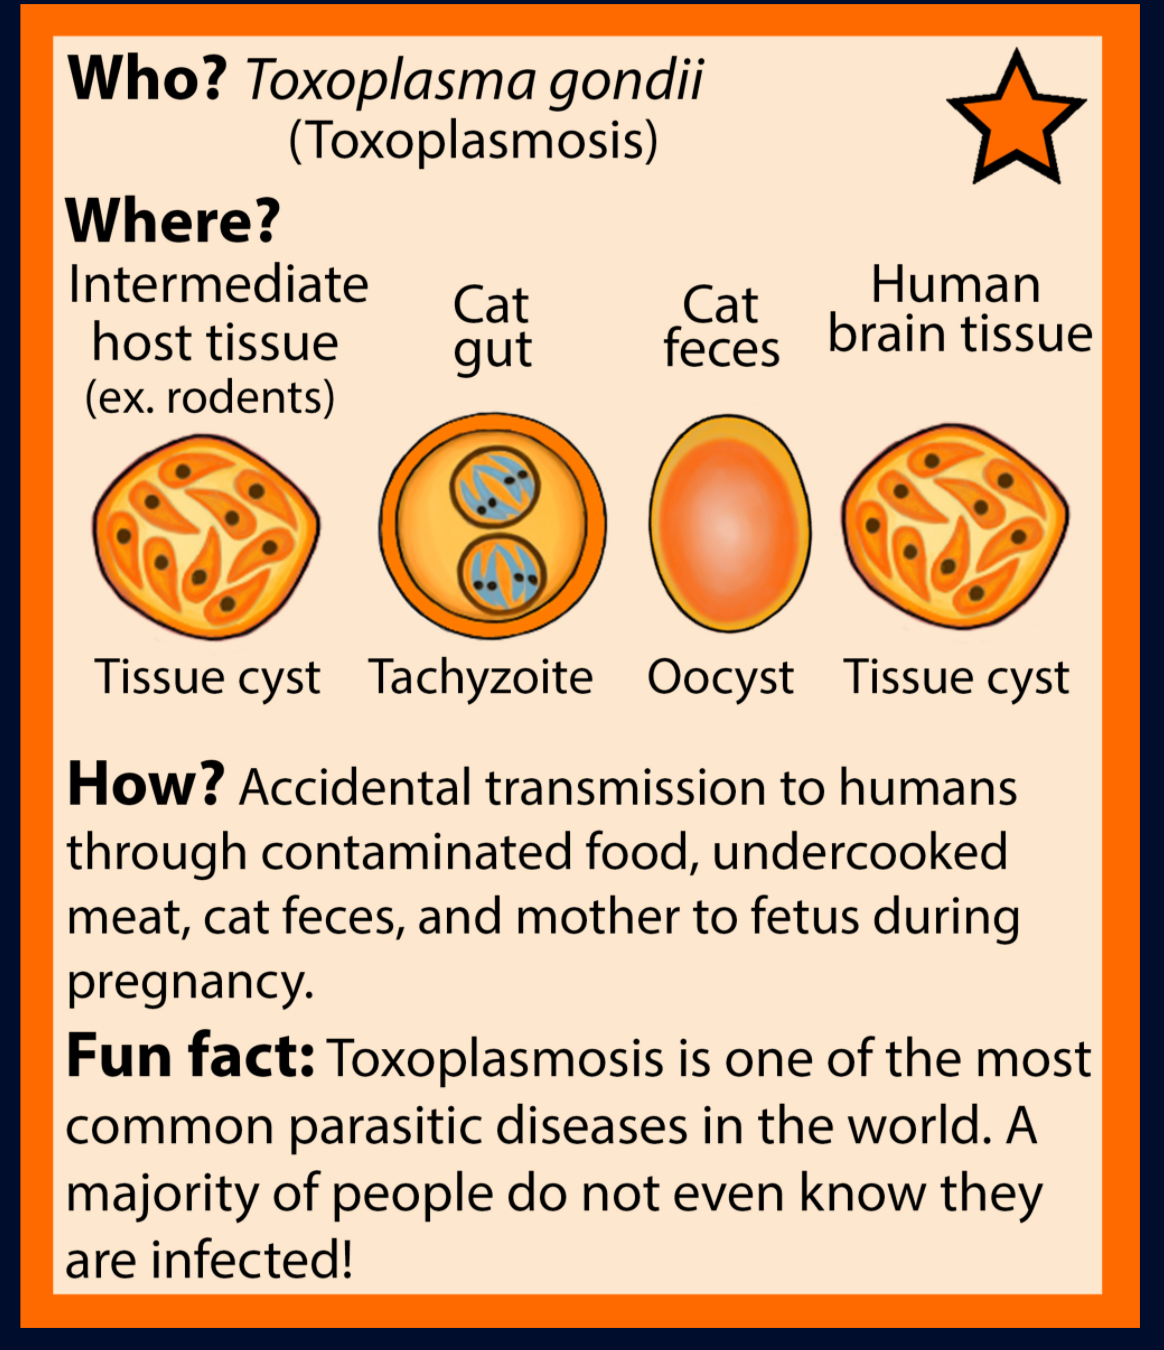 Who? Toxoplasma gondii
(Toxoplasmosis)
Where?
Intermediate
host tissue
(ex. rodents)
Cat
gut
Cat
feces
Human
brain tissue
Tissue cyst
Tachyzoite
Oocyst
Tissue cyst
How? Accidental transmission to humans
through contaminated food, undercooked
meat, cat feces, and mother to fetus during
pregnancy.
Fun fact: Toxoplasmosis is one of the most
common parasitic diseases in the world. A
majority of people do not even know they
are infected!